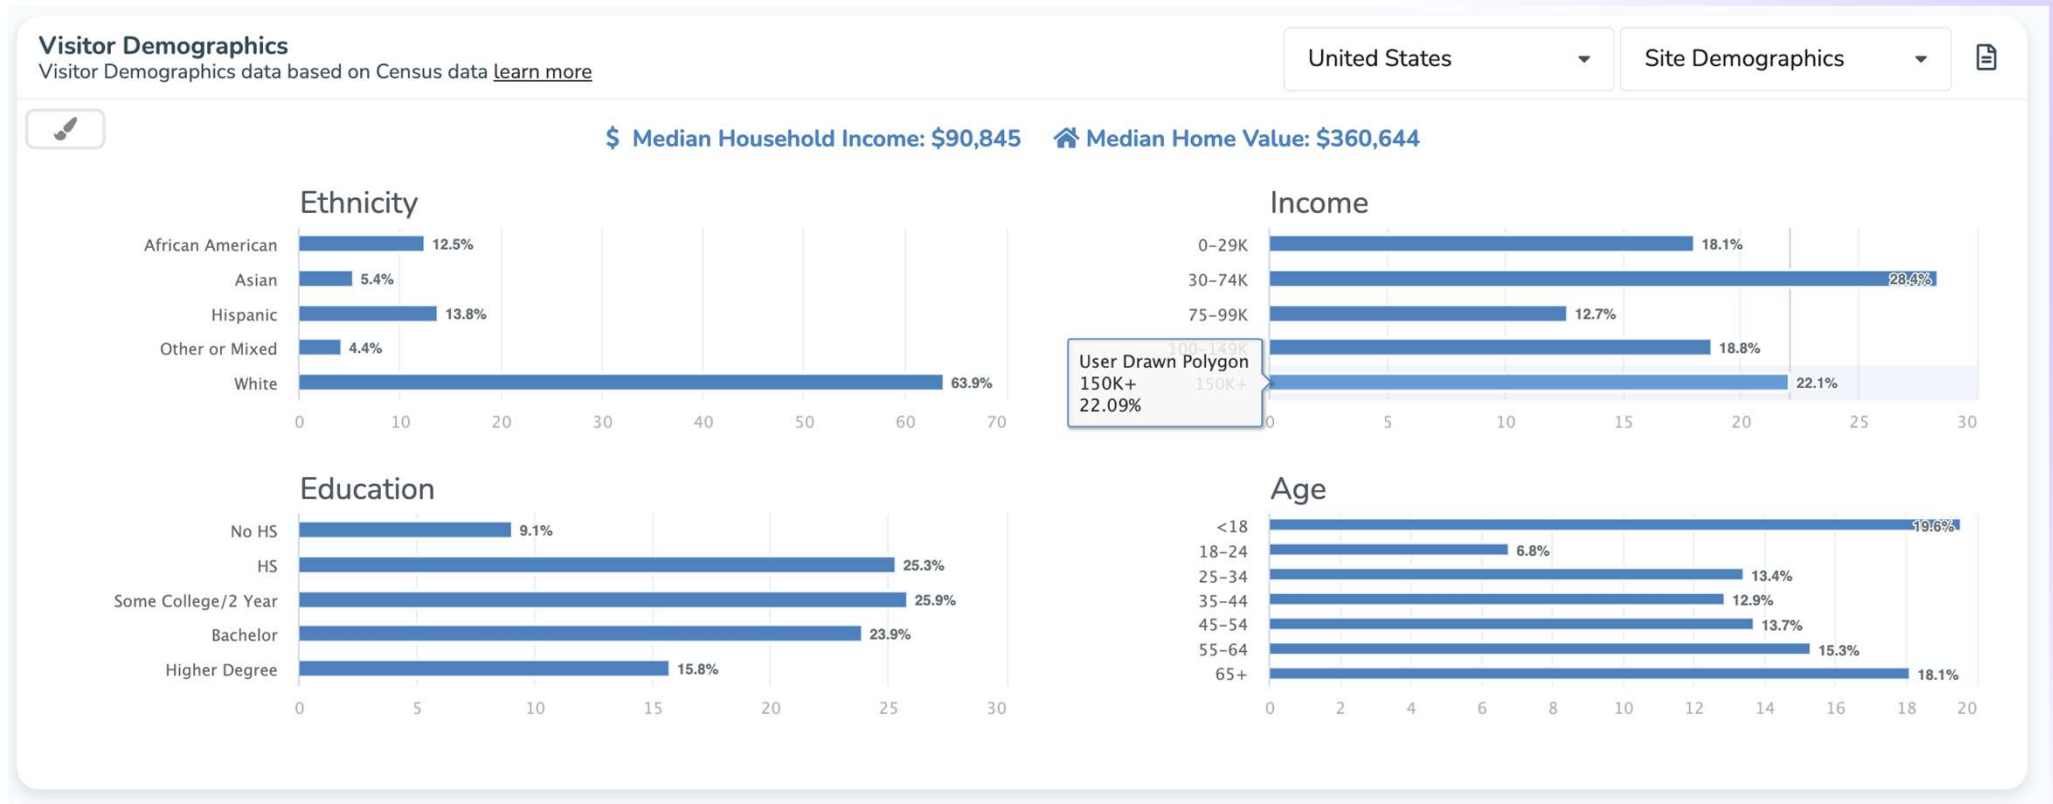 Visitor Demographics
Visitor Demographics data based on Census data learn more
United States
Site Demographics
$ Median Household Income: $90,845
Median Home Value: $360,644
Ethnicity
African American 12.5%
Asian 5.4%
Hispanic 13.8%
Other or Mixed 4.4%
White 63.9%
0 10 20 30 40 50 60 70
Income
0-29K 18.1%
30-74K 28.4%
75-99K 12.7%
100-149K 18.8%
150K+ 22.1%
User Drawn Polygon
150K+
22.09%
0 5 10 15 20 25 30
Education
No HS 9.1%
HS 25.3%
Some College/2 Year 25.9%
Bachelor 23.9%
Higher Degree 15.8%
0 5 10 15 20 25 30
Age
<18 19.6%
18-24 6.8%
25-34 13.4%
35-44 12.9%
45-54 13.7%
55-64 15.3%
65+ 18.1%
0 2 4 6 8 10 12 14 16 18 20